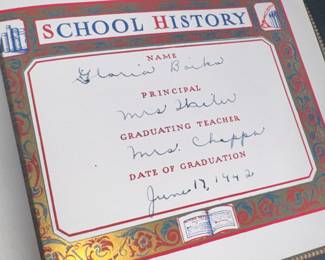 SCHOOL HISTORY
NAME
Gloria
PRINCIPAL
Mrs
GRADUATING TEACHER
Mrs. Chappa
DATE OF GRADUATION
June 17, 1942